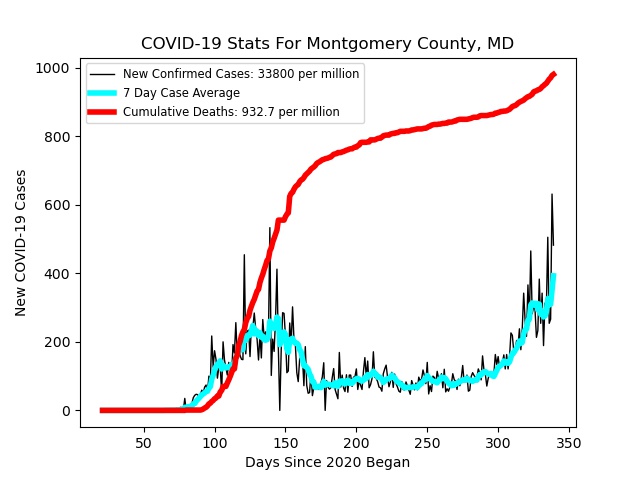 COVID-19 Stats For Montgomery County, MD
New Confirmed Cases: 33800 per million
7 Day Case Average
Cumulative Deaths: 932.7 per million
New COVID-19 Cases
1000
800
600
400
200
0
50 100 150 200 250 300 350
Days Since 2020 Began